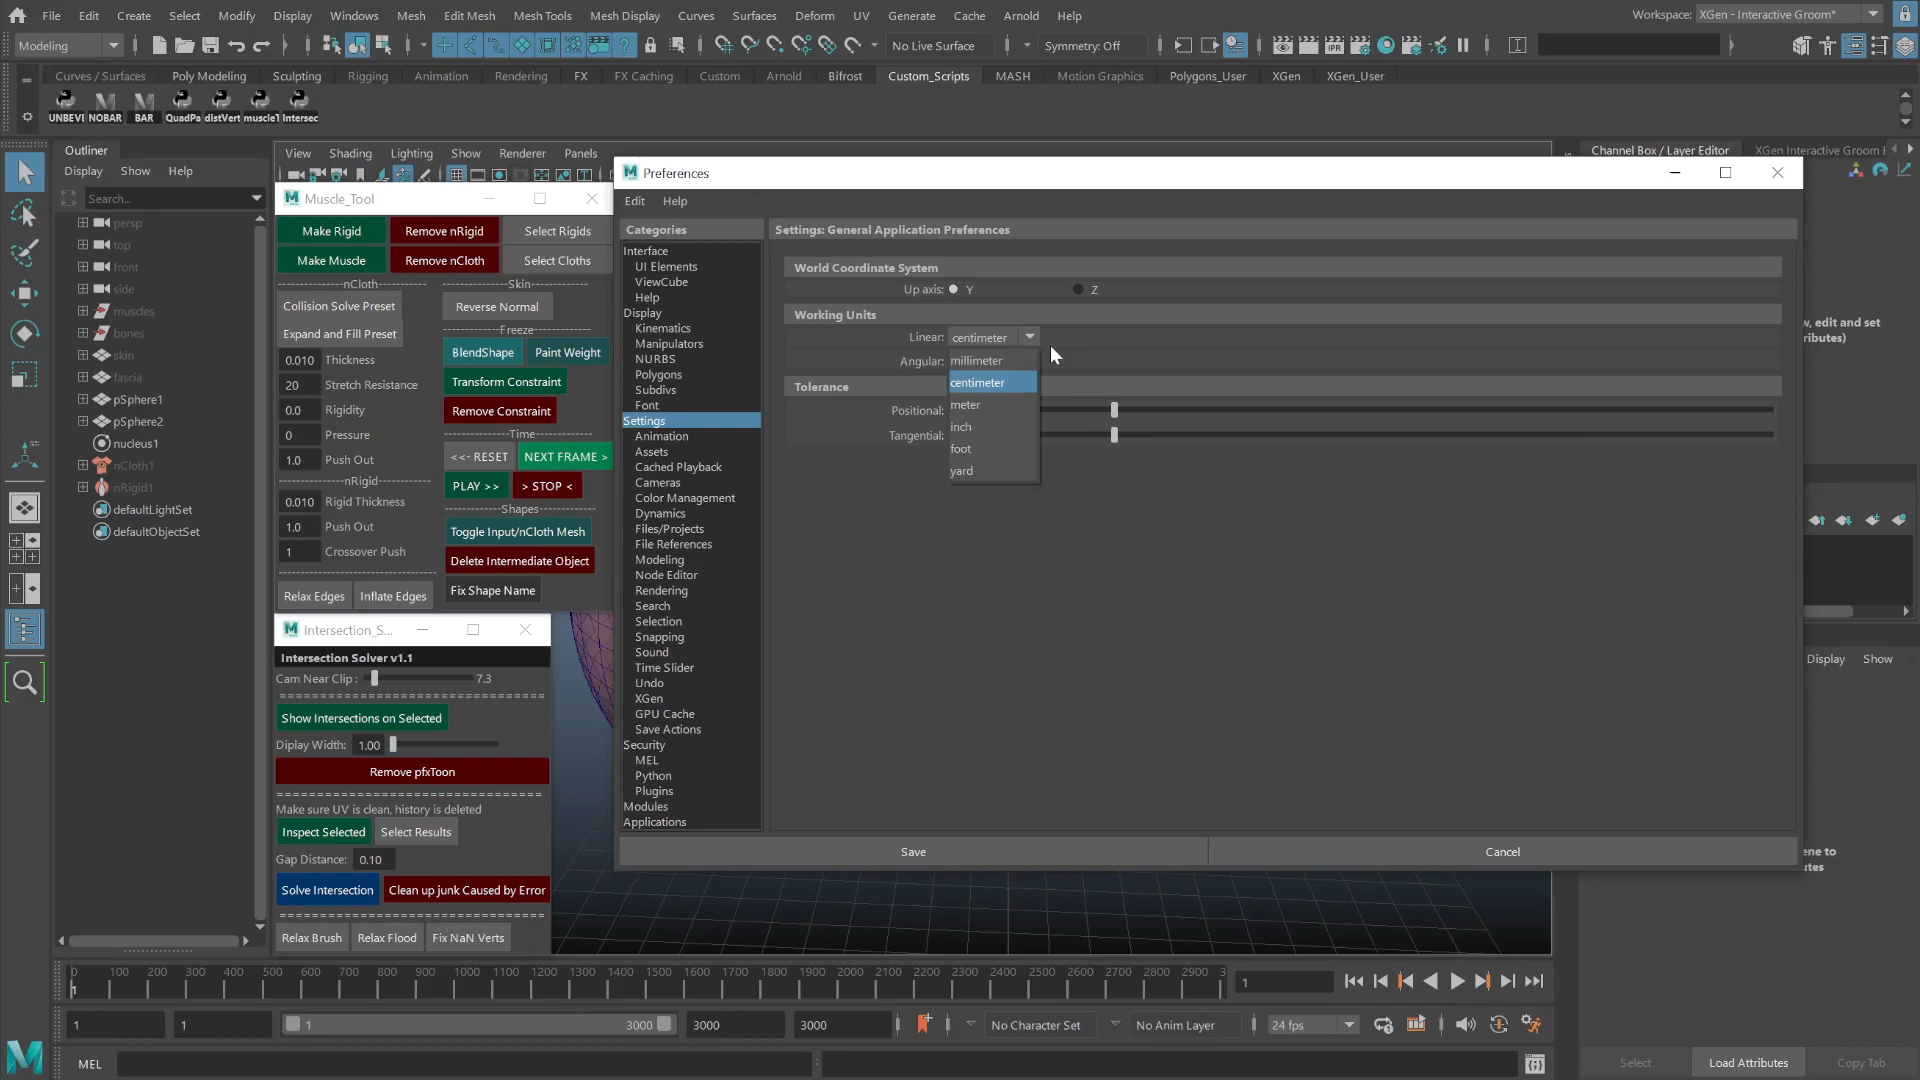 File Edit Create Select Modify Display Windows Mesh Edit Mesh Mesh Tools Mesh Display Curves Surfaces Deform UV Generate Cache Arnold Help
Workspace: XGen - Interactive Groom*
Modeling
No Live Surface
Symmetry: Off
Curves / Surfaces Poly Modeling Sculpting Rigging Animation Rendering FX FX Caching Custom Arnold Bifrost Custom_Scripts MASH Motion Graphics Polygons_User XGen XGen_User
UNBEVI NOBAR BAR QuadPa distVert muscleT Intersec
Outliner
Display Show Help
Search...
persp
top
front
side
muscles
bones
skin
fascia
pSphere1
pSphere2
nucleus1
nCloth1
nRigid1
defaultLightSet
defaultObjectSet
View Shading Lighting Show Renderer Panels
Muscle_Tool
Make Rigid Remove nRigid Select Rigids
Make Muscle Remove nCloth Select Cloths
nCloth
Collision Solve Preset
Expand and Fill Preset
0.010 Thickness
20 Stretch Resistance
0.0 Rigidity
0 Pressure
1.0 Push Out
nRigid
0.010 Rigid Thickness
1.0 Push Out
1 Crossover Push
Relax Edges Inflate Edges
Skin
Reverse Normal
Freeze
BlendShape Paint Weight
Transform Constraint
Remove Constraint
Time
<<- RESET NEXT FRAME >
PLAY >> > STOP <
Shapes
Toggle Input/nCloth Mesh
Delete Intermediate Object
Fix Shape Name
Intersection_S...
Intersection Solver v1.1
Cam Near Clip : 7.3
Show Intersections on Selected
Diplay Width: 1.00
Remove pfxToon
Make sure UV is clean, history is deleted
Inspect Selected Select Results
Gap Distance: 0.10
Solve Intersection Clean up junk Caused by Error
Relax Brush Relax Flood Fix NaN Verts
Preferences
Edit Help
Categories
Interface
UI Elements
ViewCube
Help
Display
Kinematics
Manipulators
NURBS
Polygons
Subdivs
Font
Settings
Animation
Assets
Cached Playback
Cameras
Color Management
Dynamics
Files/Projects
File References
Modeling
Node Editor
Rendering
Search
Selection
Snapping
Sound
Time Slider
Undo
XGen
GPU Cache
Save Actions
Security
MEL
Python
Plugins
Modules
Applications
Settings: General Application Preferences
World Coordinate System
Up axis: Y Z
Working Units
Linear: centimeter
Angular:
millimeter
centimeter
meter
inch
foot
yard
Tolerance
Positional:
Tangential:
Save Cancel
Channel Box / Layer Editor XGen Interactive Groom E
w, edit and set
ributes)
Display Show
ene to
utes
0 100 200 300 400 500 600 700 800 900 1000 1100 1200 1300 1400 1500 1600 1700 1800 1900 2000 2100 2200 2300 2400 2500 2600 2700 2800 2900 3
1
1
1 1 1 3000 3000 3000
No Character Set No Anim Layer 24 fps
MEL
Select Load Attributes Copy Tab